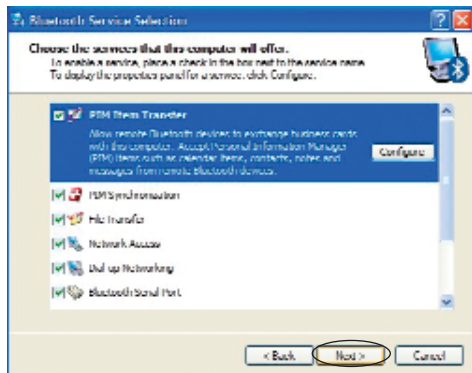 Bluetooth Service Selection
Choose the services that this computer will offer.
To enable a service, place a check in the box next to the service name.
To display the properties panel for a service, click Configure.
PIM Item Transfer
Allow remote Bluetooth devices to exchange business cards
with this computer. Accept Personal Information Manager
(PIM) items such as calendar items, contacts, notes and
messages from remote Bluetooth devices.
Configure
PIM Synchronization
File Transfer
Network Access
Dial-up Networking
Bluetooth Serial Port
< Back
Next >
Cancel